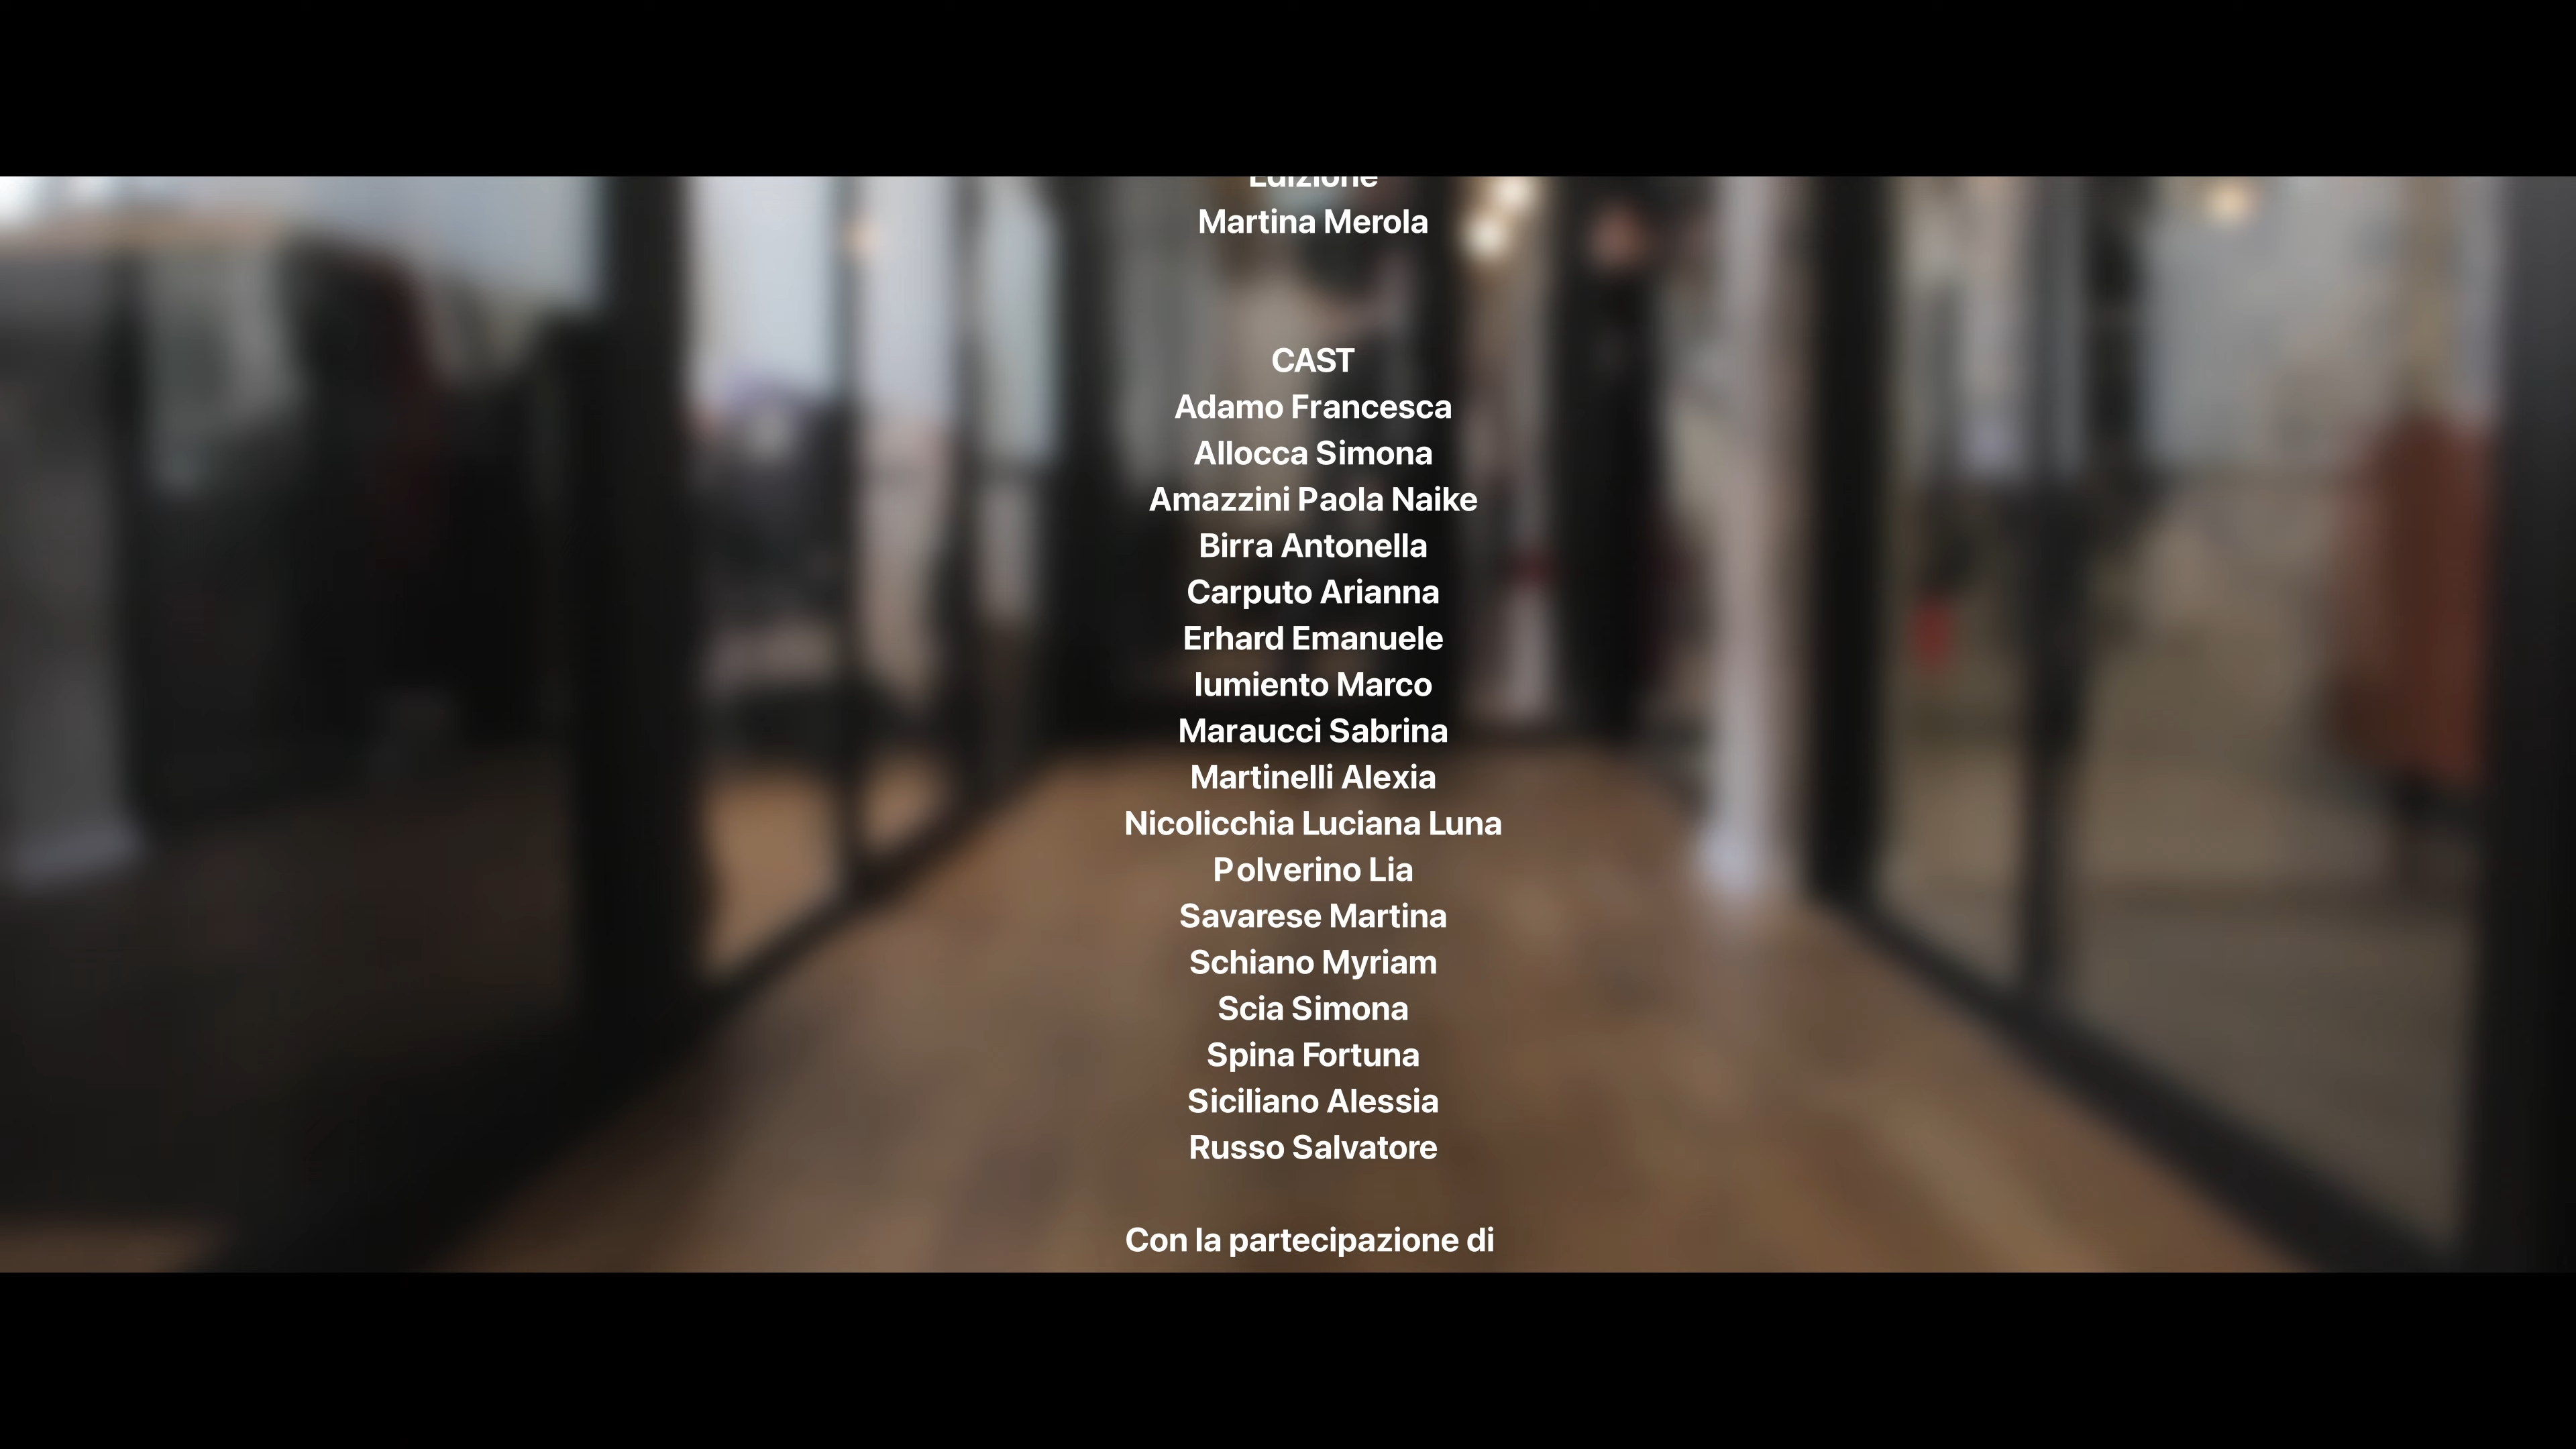 Edizione
Martina Merola
CAST
Adamo Francesca
Allocca Simona
Amazzini Paola Naike
Birra Antonella
Carputo Arianna
Erhard Emanuele
Iumiento Marco
Maraucci Sabrina
Martinelli Alexia
Nicolicchia Luciana Luna
Polverino Lia
Savarese Martina
Schiano Myriam
Scia Simona
Spina Fortuna
Siciliano Alessia
Russo Salvatore
Con la partecipazione di